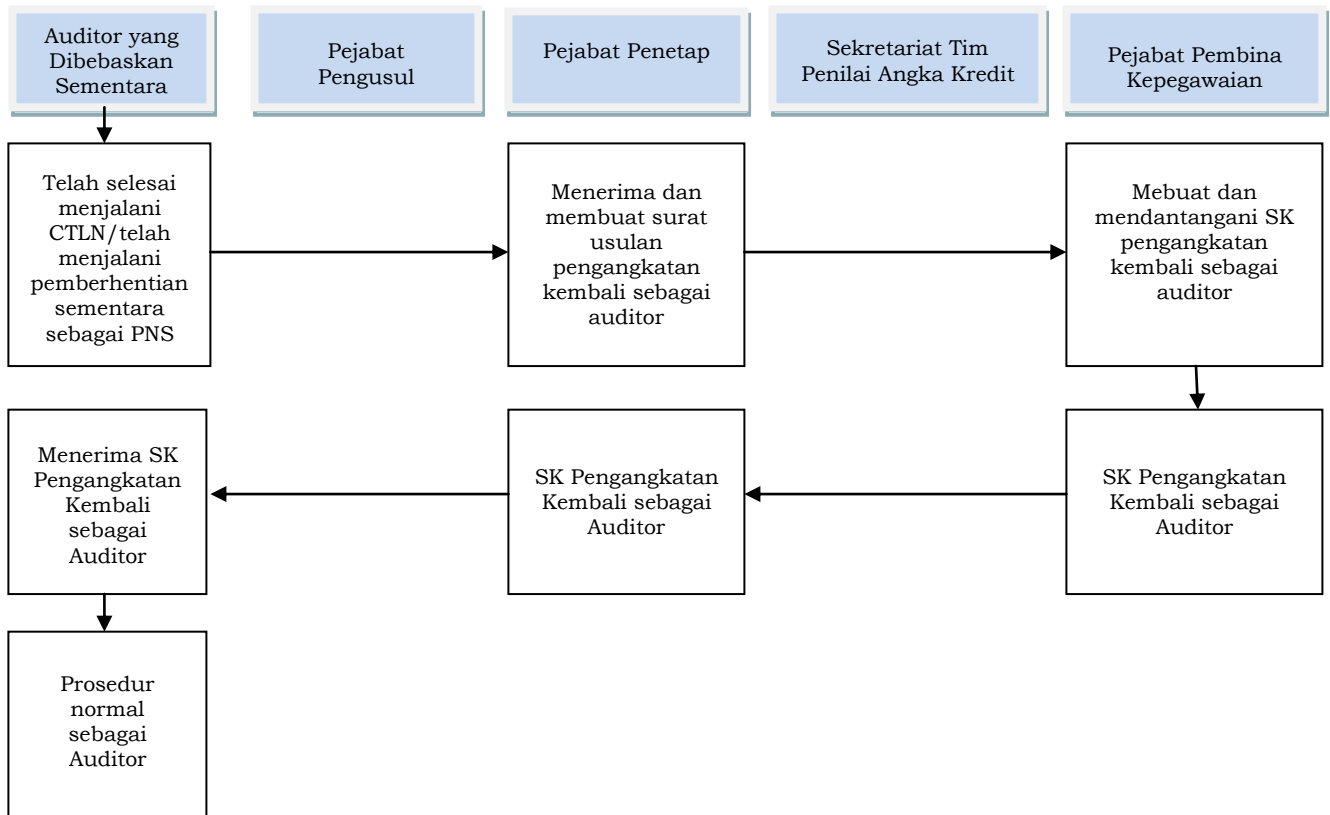 Auditor yang
Dibebaskan
Sementara
Pejabat
Pengusul
Pejabat Penetap
Sekretariat Tim
Penilai Angka Kredit
Pejabat Pembina
Kepegawaian
Telah selesai
menjalani
CTLN/telah
menjalani
pemberhentian
sementara
sebagai PNS
Menerima dan
membuat surat
usulan
pengangkatan
kembali sebagai
auditor
Mebuat dan
mendantangani SK
pengangkatan
kembali sebagai
auditor
Menerima SK
Pengangkatan
Kembali
sebagai
Auditor
SK Pengangkatan
Kembali sebagai
Auditor
SK Pengangkatan
Kembali sebagai
Auditor
Prosedur
normal
sebagai
Auditor